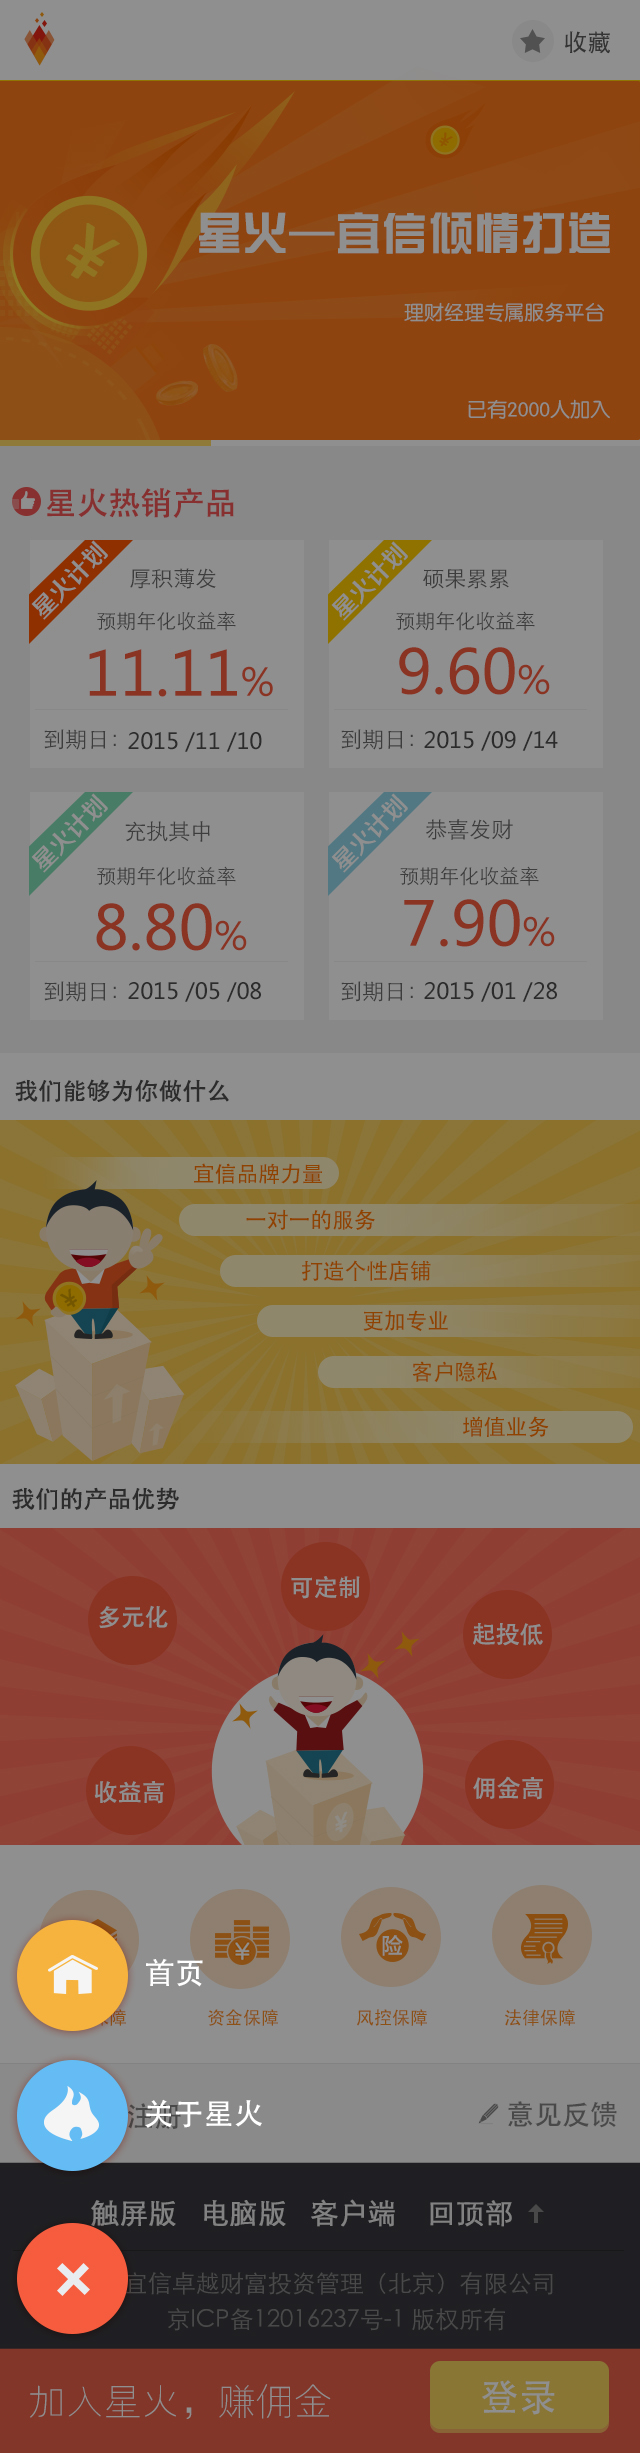 收藏
星火—宜信倾情打造
理财经理专属服务平台
已有2000人加入
星火热销产品
星火计划
厚积薄发
预期年化收益率
11.11%
到期日：2015 /11 /10
星火计划
硕果累累
预期年化收益率
9.60%
到期日：2015 /09 /14
星火计划
充执其中
预期年化收益率
8.80%
到期日：2015 /05 /08
星火计划
恭喜发财
预期年化收益率
7.90%
到期日：2015 /01 /28
我们能够为你做什么
宜信品牌力量
一对一的服务
打造个性店铺
更加专业
客户隐私
增值业务
我们的产品优势
可定制
多元化
起投低
收益高
佣金高
险
首页
障
资金保障
风控保障
法律保障
注册
关于星火
意见反馈
触屏版 电脑版 客户端 回顶部
宜信卓越财富投资管理（北京）有限公司
京ICP备12016237号-1 版权所有
加入星火，赚佣金
登录